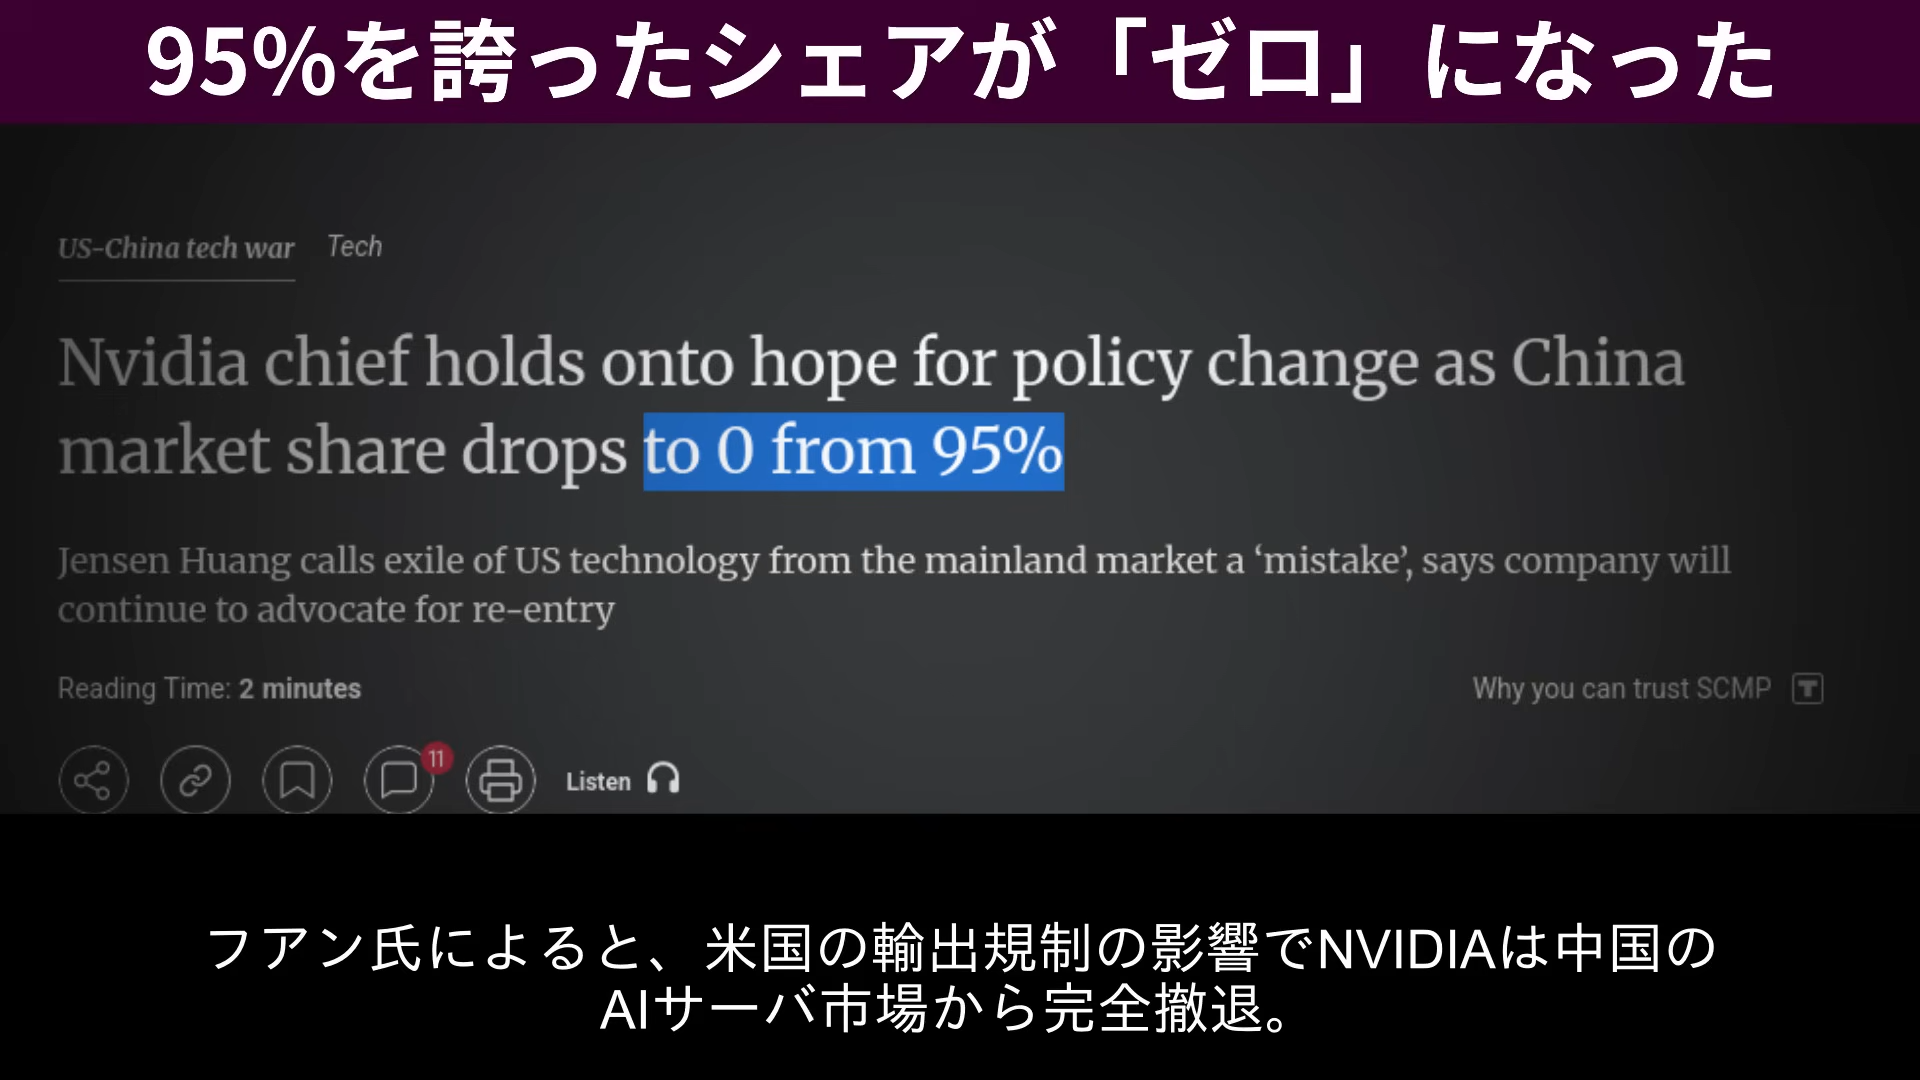 95%を誇ったシェアが「ゼロ」になった
US-China tech war Tech
Nvidia chief holds onto hope for policy change as China
market share drops to 0 from 95%
Jensen Huang calls exile of US technology from the mainland market a ‘mistake’, says company will
continue to advocate for re-entry
Reading Time: 2 minutes
Why you can trust SCMP
11
Listen
フアン氏によると、米国の輸出規制の影響でNVIDIAは中国の
AIサーバ市場から完全撤退。